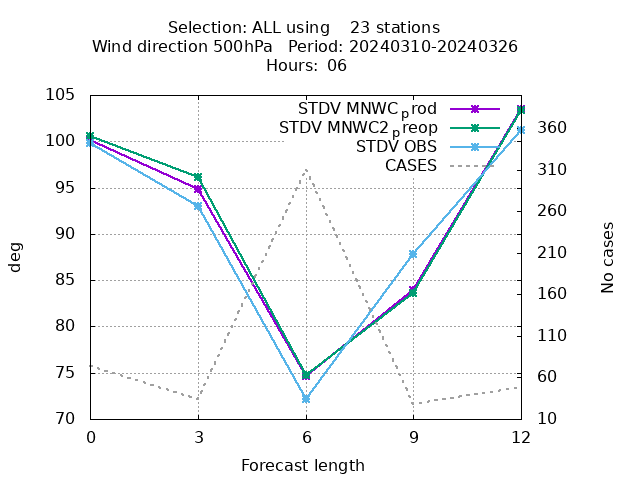 Selection: ALL using 23 stations
Wind direction 500hPa Period: 20240310-20240326
Hours: 06
STDV MNWCprod
STDV MNWC2preop
STDV OBS
CASES
105
100
95
90
85
80
75
70
360
310
260
210
160
110
60
10
0 3 6 9 12
deg
No cases
Forecast length